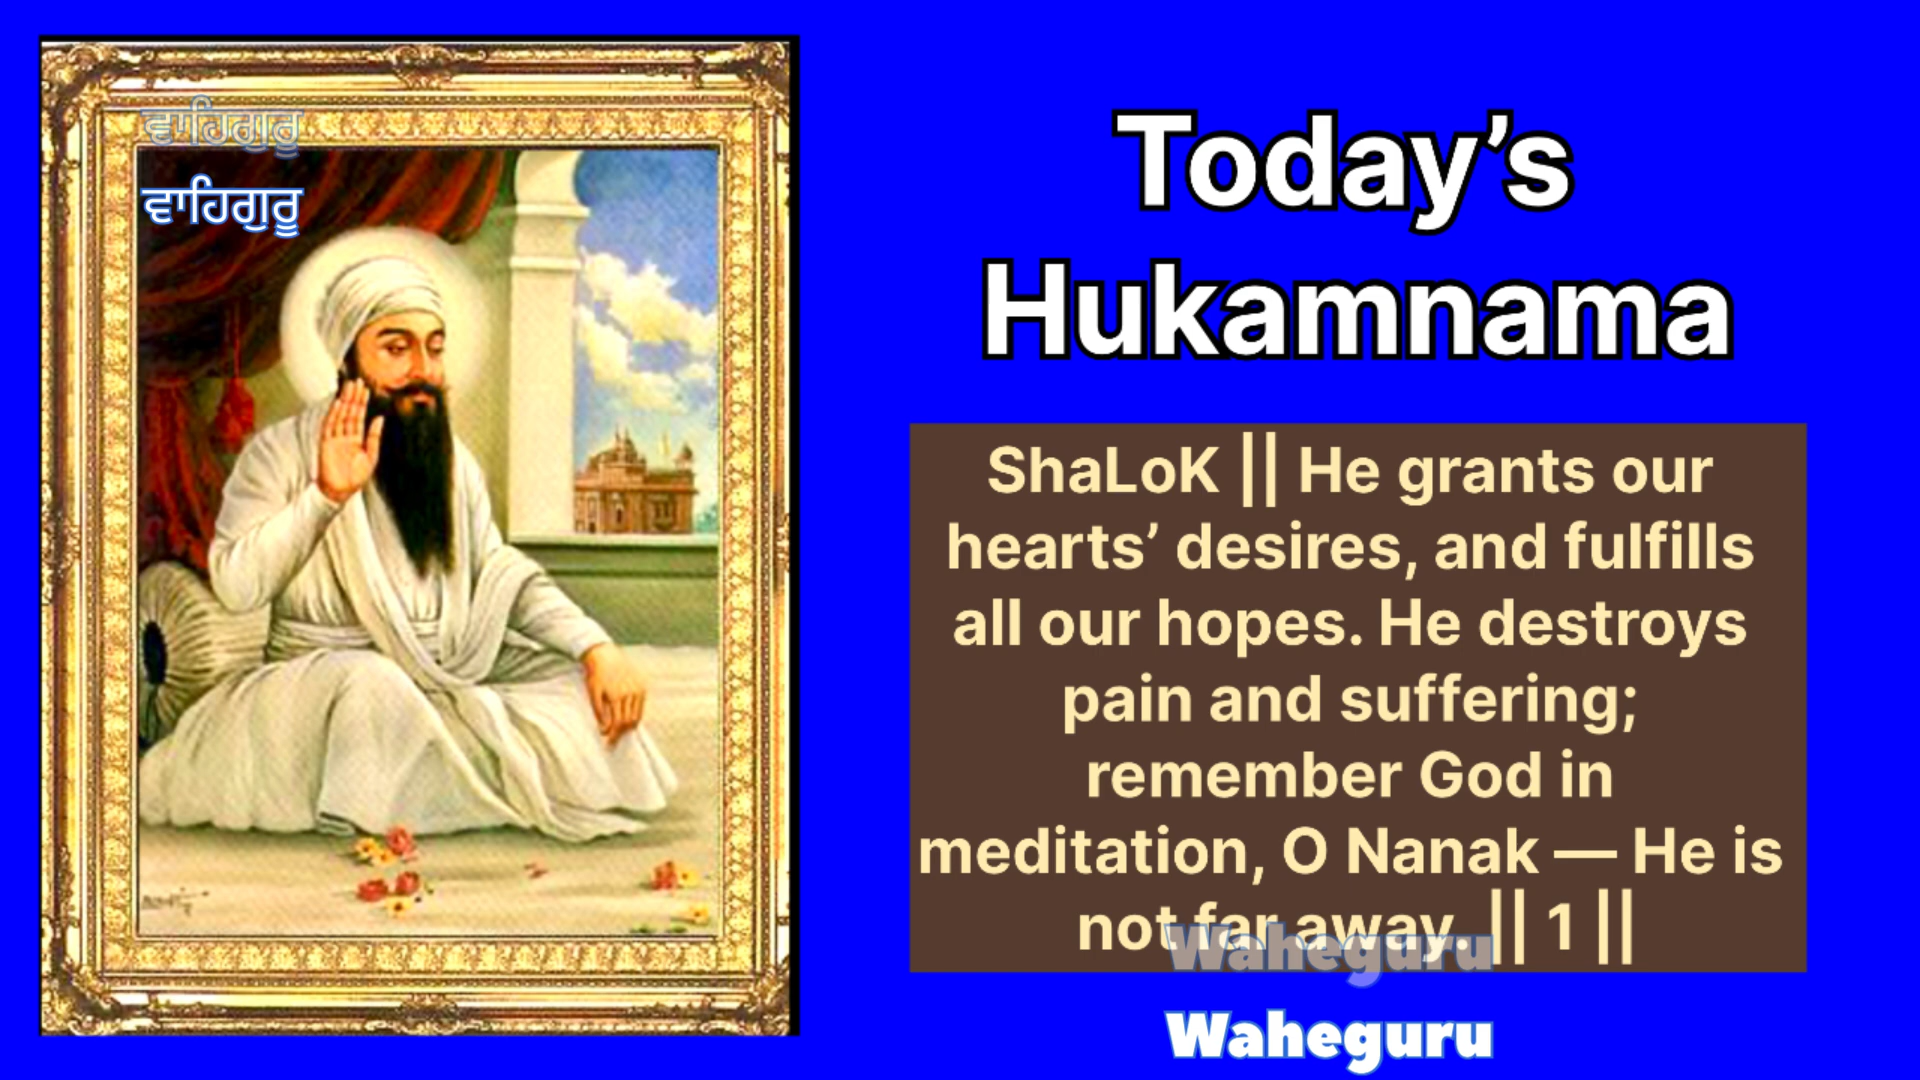 ਵਾਹਿਗੁਰੂ
ਵਾਹਿਗੁਰੂ
Today’s
Hukamnama
ShaLoK || He grants our
hearts’ desires, and fulfills
all our hopes. He destroys
pain and suffering;
remember God in
meditation, O Nanak — He is
not far away. || 1 ||
Waheguru
Waheguru